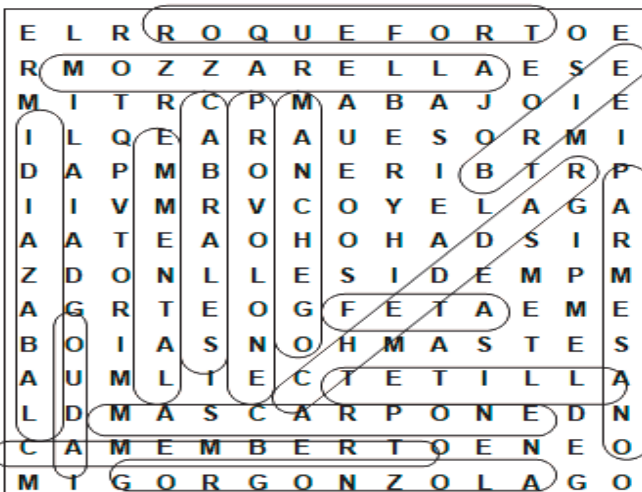 E L R R O Q U E F O R T O E
R M O Z Z A R E L L A E S E
M I T R C P M A B A J O I E
I L Q E A R A U E S O R M I
D A P M B O N E R I B T R P
I I V M R V C O Y E L A G A
A A T E A O H O H A D S I R
Z D O N L L E S I D E M P M
A G R T E O G F E T A E M E
B O I A S N O H M A S T E S
A U M L I E C T E T I L L A
L D M A S C A R P O N E D N
C A M E M B E R T O E N E O
M I G O R G O N Z O L A G O